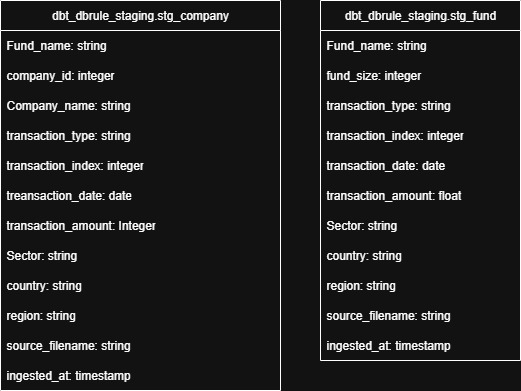 dbt_dbrule_staging.stg_company
Fund_name: string
company_id: integer
Company_name: string
transaction_type: string
transaction_index: integer
treansaction_date: date
transaction_amount: Integer
Sector: string
country: string
region: string
source_filename: string
ingested_at: timestamp
dbt_dbrule_staging.stg_fund
Fund_name: string
fund_size: integer
transaction_type: string
transaction_index: integer
transaction_date: date
transaction_amount: float
Sector: string
country: string
region: string
source_filename: string
ingested_at: timestamp